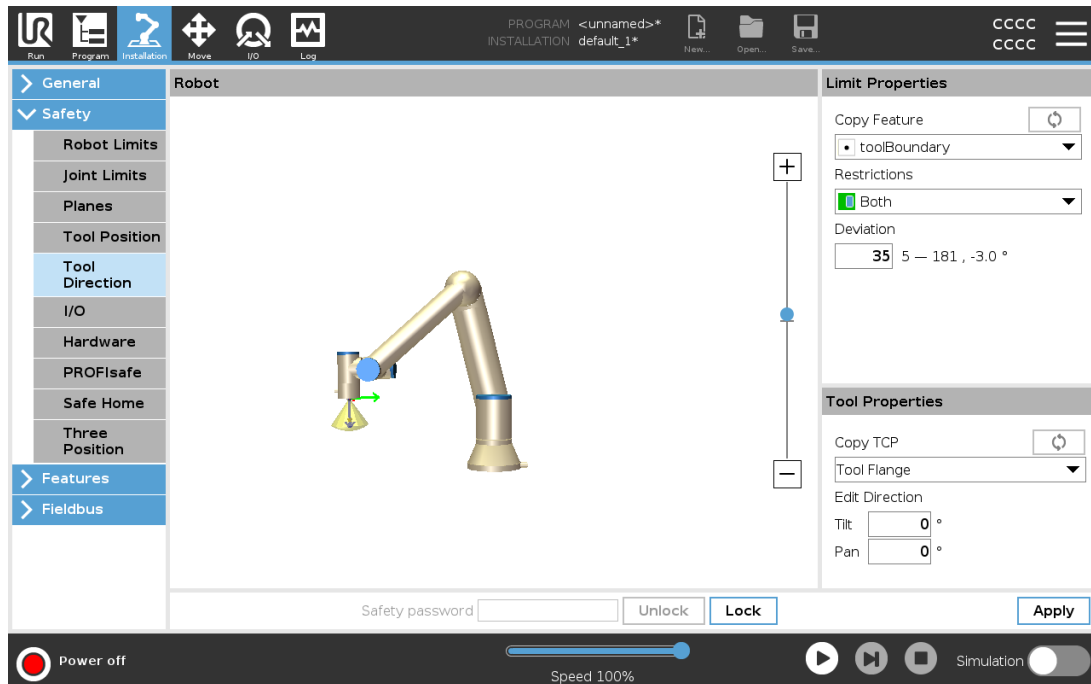 PROGRAM <unnamed>*
INSTALLATION default_1*
CCCC
CCCC
Run Program Installation Move I/O Log New... Open... Save...
General
Safety
Robot Limits
Joint Limits
Planes
Tool Position
Tool
Direction
I/O
Hardware
PROFIsafe
Safe Home
Three
Position
Features
Fieldbus
Robot
+
−
Limit Properties
Copy Feature
toolBoundary
Restrictions
Both
Deviation
35 5 — 181 , -3.0 °
Tool Properties
Copy TCP
Tool Flange
Edit Direction
Tilt 0 °
Pan 0 °
Safety password Unlock Lock Apply
Power off
Speed 100%
Simulation